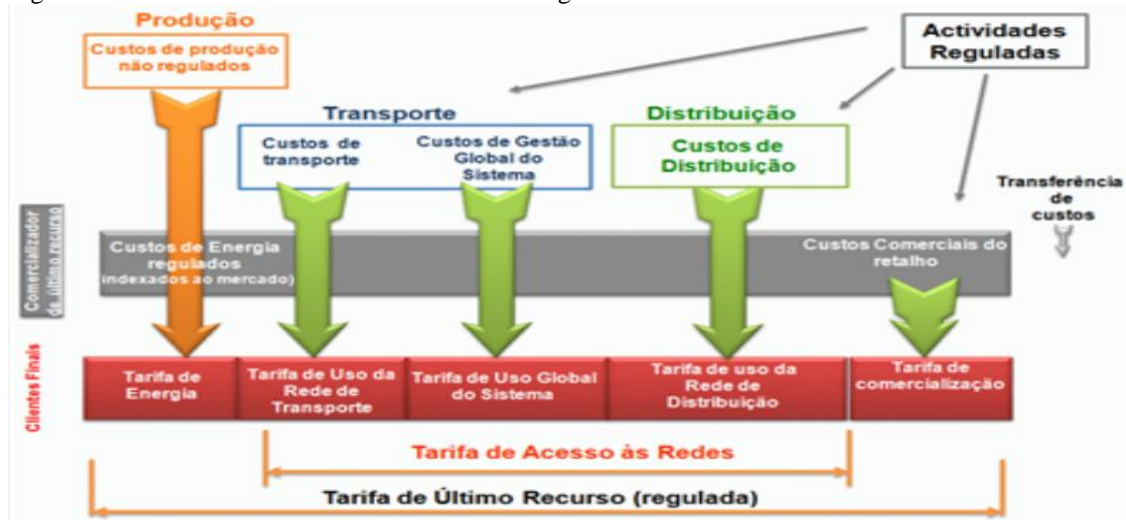 Produção
Custos de produção
não regulados
Actividades
Reguladas
Transporte
Custos de
transporte
Custos de Gestão
Global do
Sistema
Distribuição
Custos de
Distribuição
Transferência
de
custos
Comercializador
de último recurso
Custos de Energia
regulados
(indexados ao mercado)
Custos Comerciais do
retalho
Clientes Finais
Tarifa de
Energia
Tarifa de Uso da
Rede de
Transporte
Tarifa de Uso Global
do Sistema
Tarifa de uso da
Rede de
Distribuição
Tarifa de
comercialização
Tarifa de Acesso às Redes
Tarifa de Último Recurso (regulada)